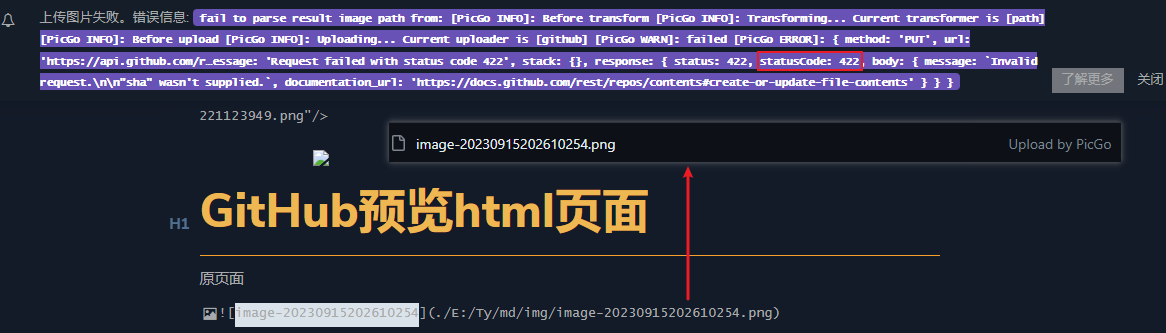 上传图片失败。错误信息: fail to parse result image path from: [PicGo INFO]: Before transform [PicGo INFO]: Transforming... Current transformer is [path]
[PicGo INFO]: Before upload [PicGo INFO]: Uploading... Current uploader is [github] [PicGo WARN]: failed [PicGo ERROR]: { method: 'PUT', url:
'https://api.github.com/r…essage: 'Request failed with status code 422', stack: {}, response: { status: 422, statusCode: 422, body: { message: `Invalid
request.\n\n"sha" wasn't supplied.`, documentation_url: 'https://docs.github.com/rest/repos/contents#create-or-update-file-contents' } } }
了解更多 关闭
221123949.png"/>
image-20230915202610254.png Upload by PicGo
H1 GitHub预览html页面
原页面
![image-20230915202610254](./E:/Ty/md/img/image-20230915202610254.png)